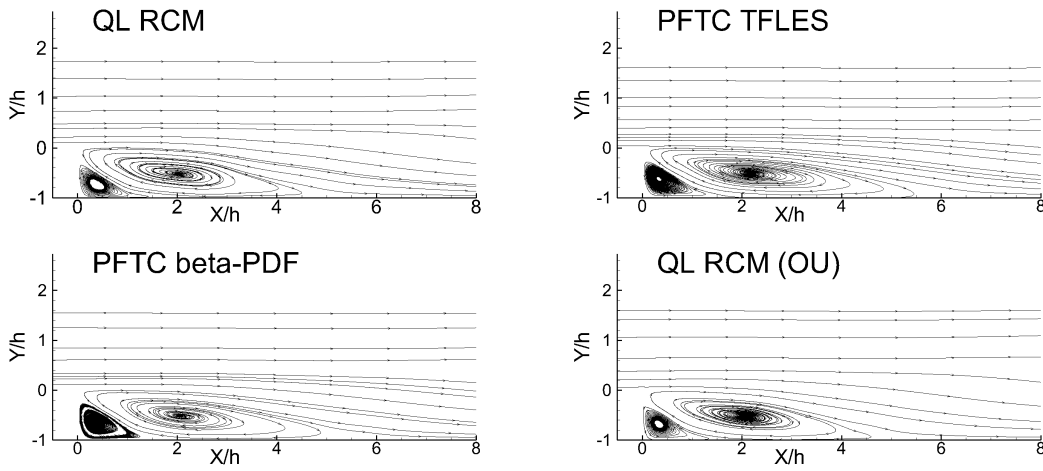 QL RCM
Y/h
2
1
0
-1
0 2 4 6 8
X/h
PFTC TFLES
Y/h
2
1
0
-1
0 2 4 6 8
X/h
PFTC beta-PDF
Y/h
2
1
0
-1
0 2 4 6 8
X/h
QL RCM (OU)
Y/h
2
1
0
-1
0 2 4 6 8
X/h